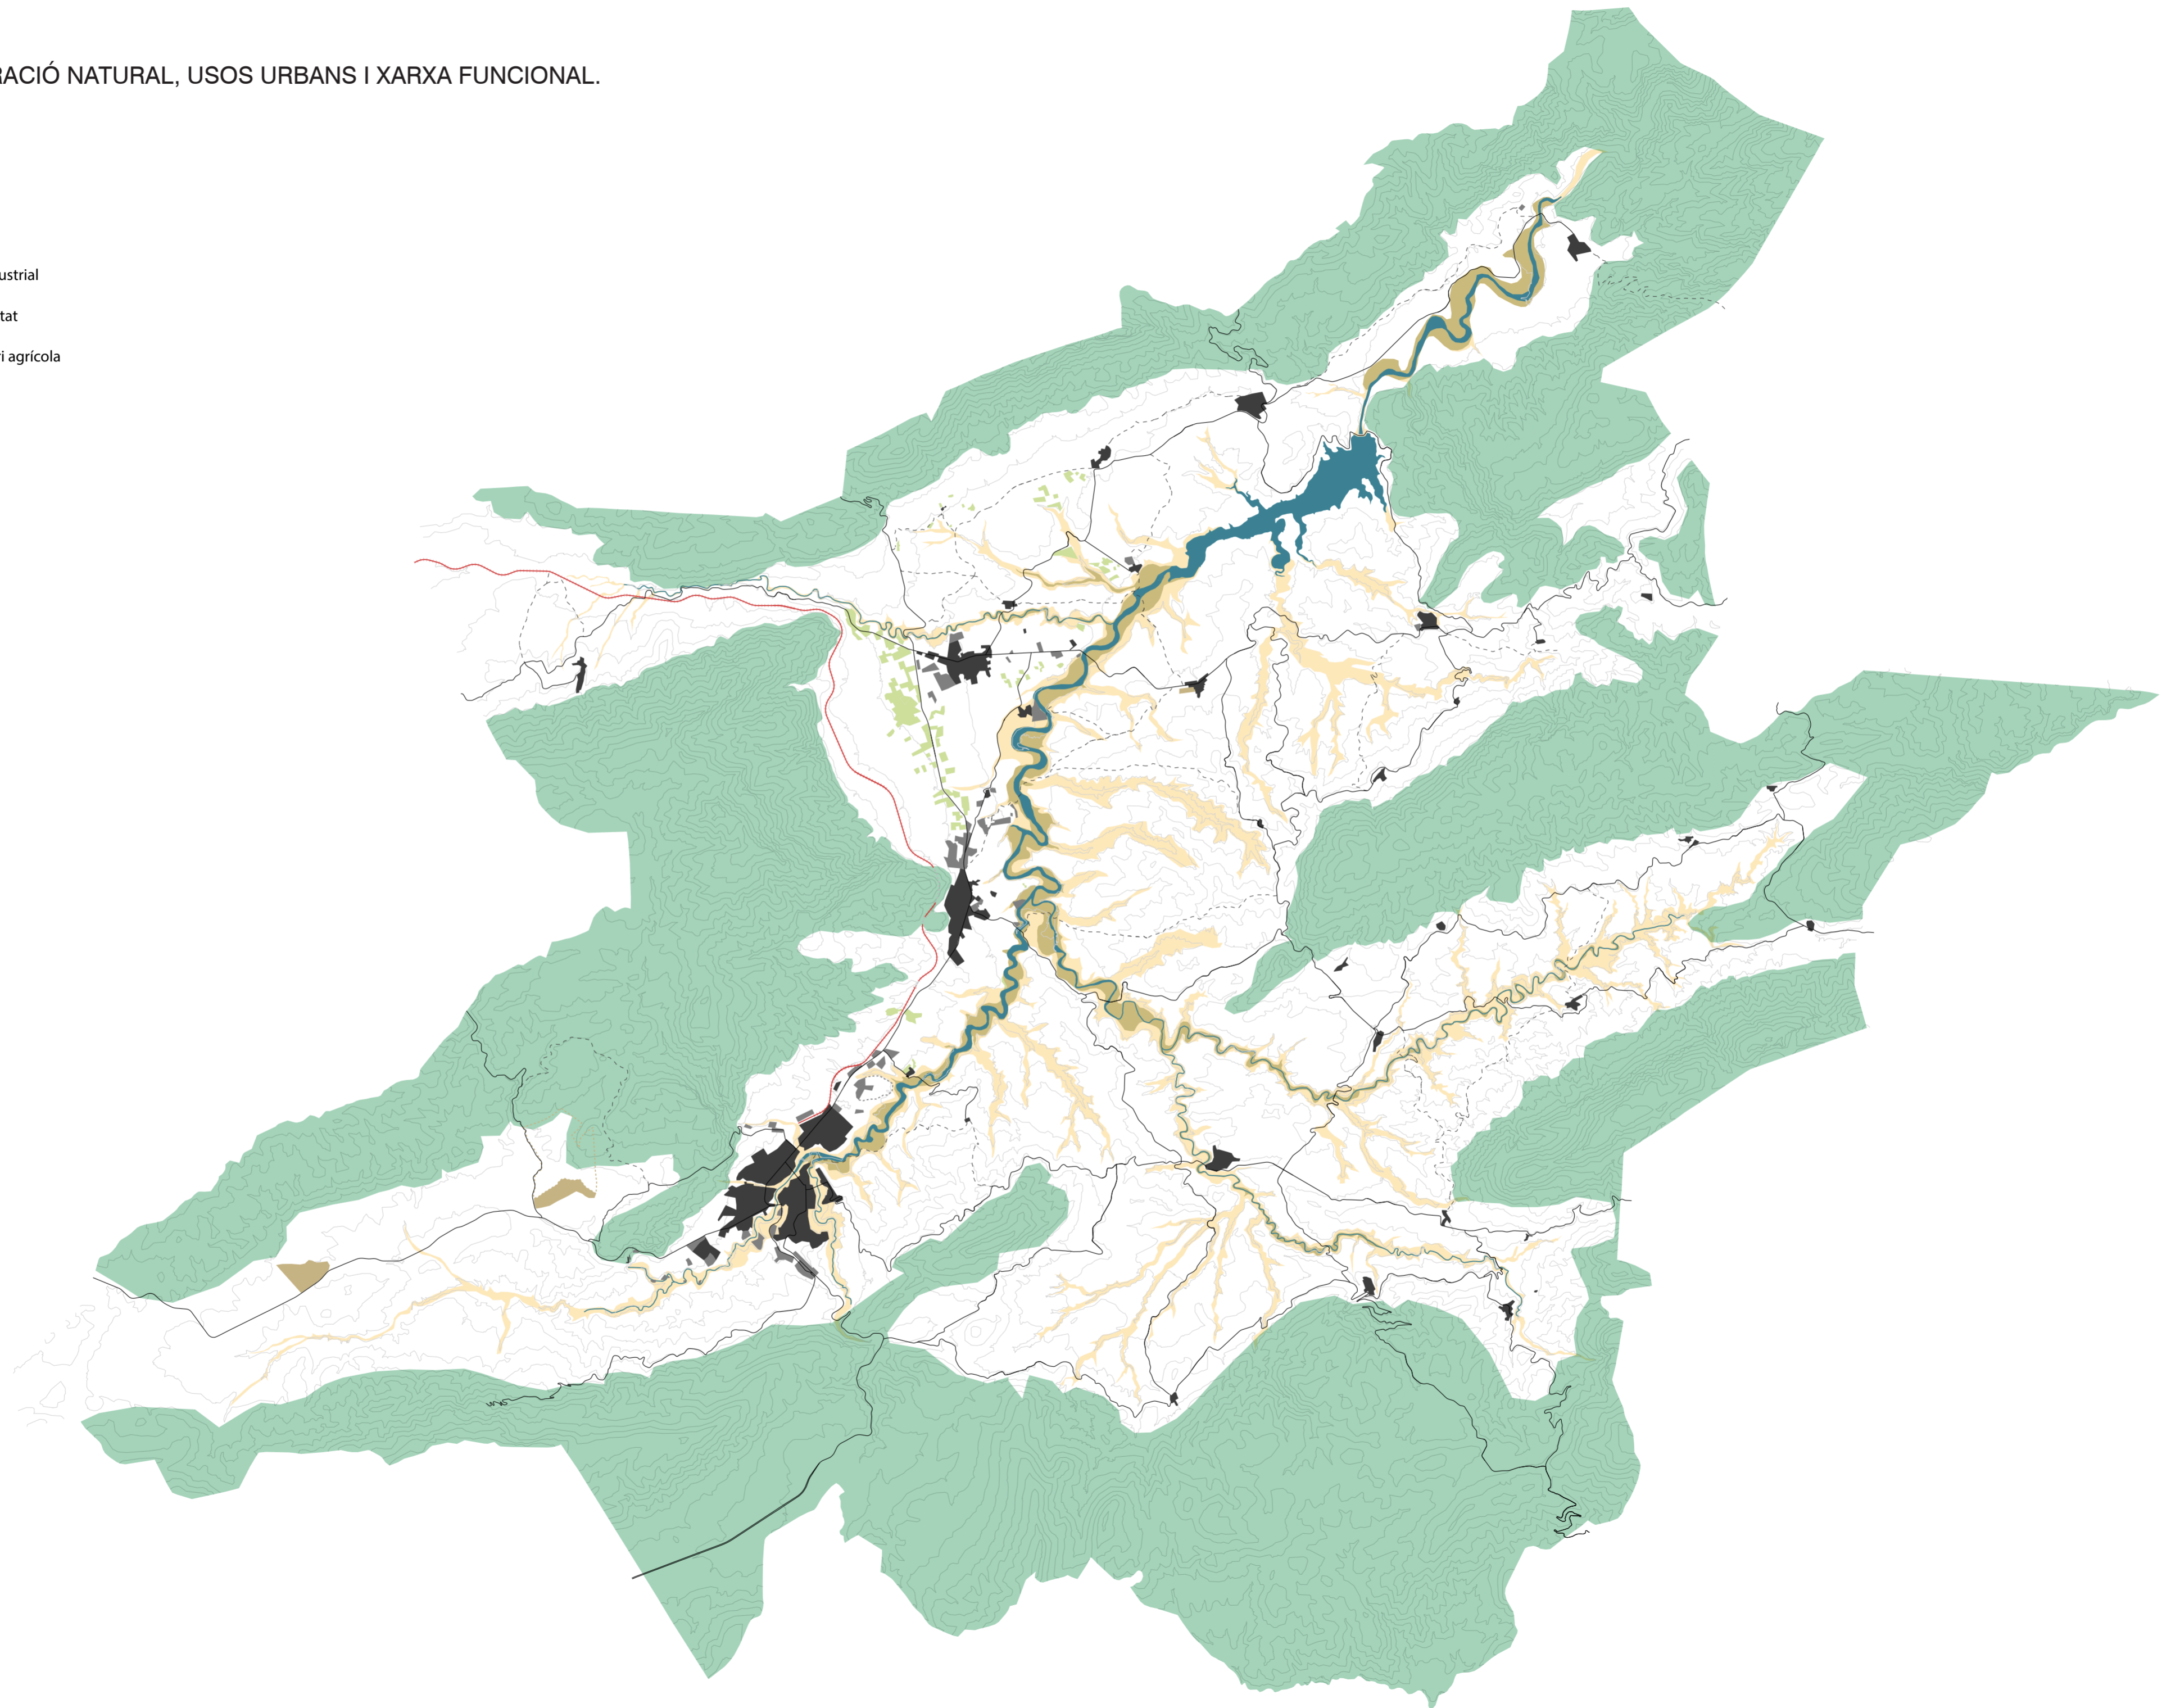 RACIÓ NATURAL, USOS URBANS I XARXA FUNCIONAL.
ustrial
tat
i agrícola